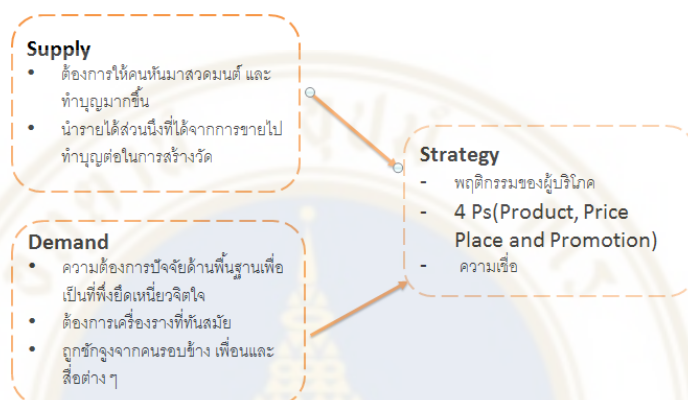 Supply
• ต้องการให้คนหันมาสวดมนต์ และ
ทำบุญมากขึ้น
• นำรายได้ส่วนนึงที่ได้จากการขายไป
ทำบุญต่อในการสร้างวัด
Demand
• ความต้องการปัจจัยด้านพื้นฐานเพื่อ
เป็นที่พึ่งยึดเหนี่ยวจิตใจ
• ต้องการเครื่องรางที่ทันสมัย
• ถูกชักจูงจากคนรอบข้าง เพื่อนและ
สื่อต่าง ๆ
Strategy
- พฤติกรรมของผู้บริโภค
- 4 Ps(Product, Price
Place and Promotion)
- ความเชื่อ